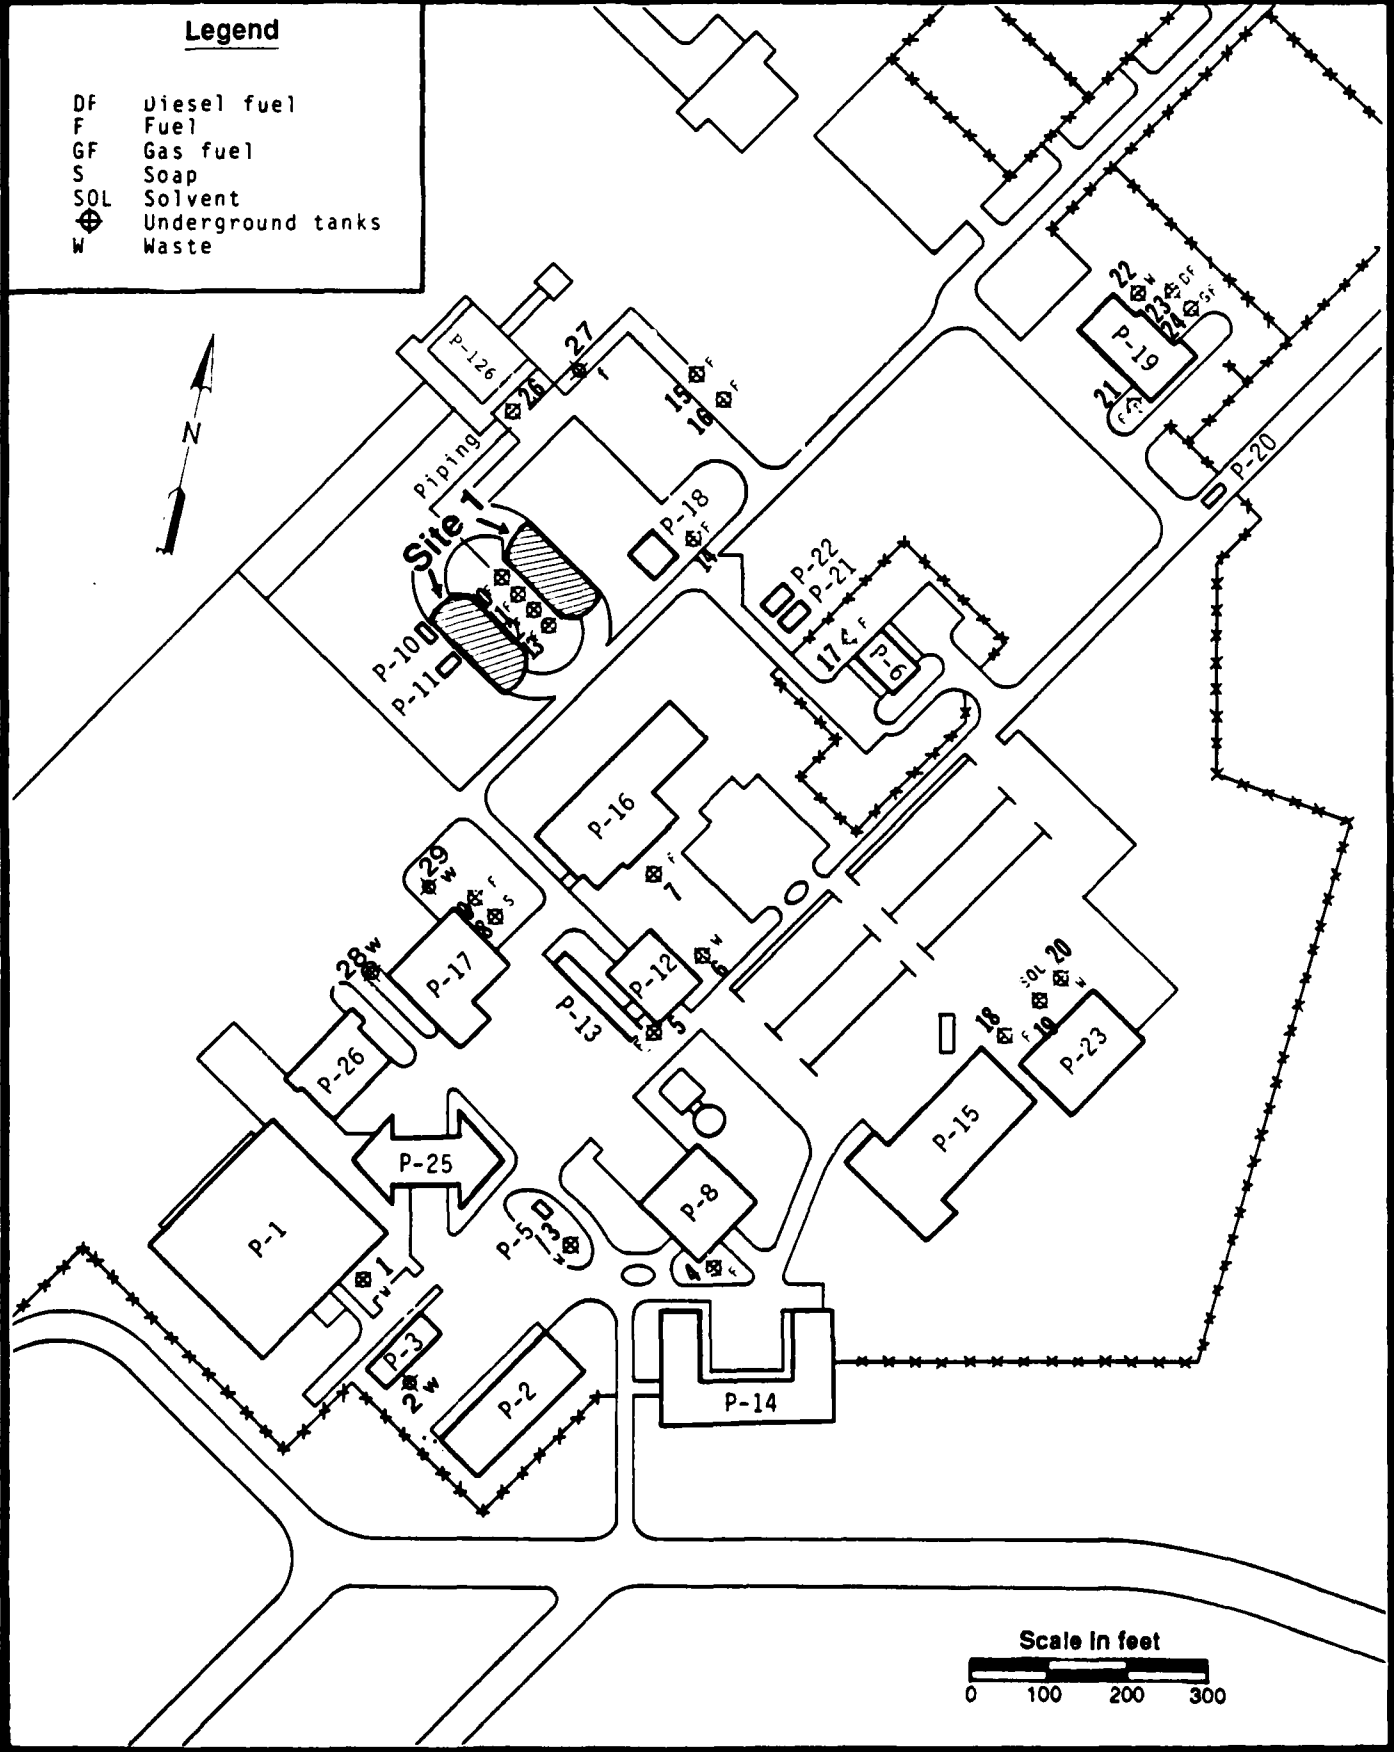 Legend
DF Diesel fuel
F Fuel
GF Gas fuel
S Soap
SOL Solvent
Underground tanks
W Waste
N
P-126
27
f
26
15
F
16
F
Piping
Site 1
P-18
F
14
22
W
23
DF
24
GF
P-19
21
F
P-20
P-22
P-21
17
F
P-6
13
P-10
P-11
P-16
7
F
29
W
F
8
S
28
W
P-17
P-12
6
W
P-13
5
F
P-26
SOL
20
W
18
F
19
P-23
P-15
P-25
P-1
P-5
3
W
P-8
4
F
1
W
P-3
2
W
P-2
P-14
Scale in feet
0 100 200 300